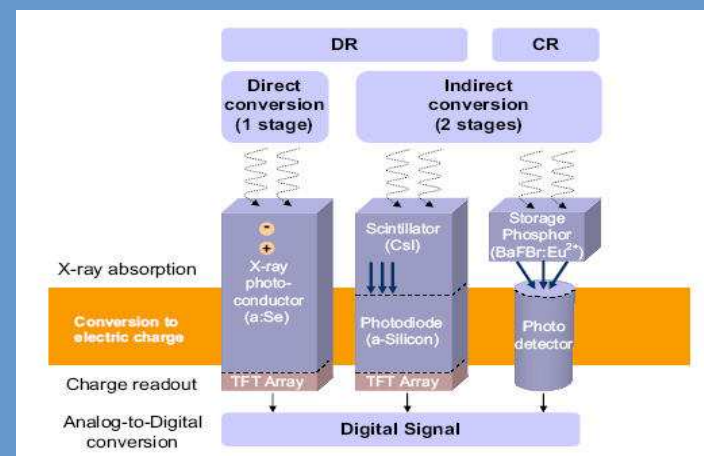 DR
CR
Direct
conversion
(1 stage)
Indirect
conversion
(2 stages)
-
+
X-ray
photo-
conductor
(a:Se)
Scintillator
(CsI)
Storage
Phosphor
(BaFBr:Eu²⁺)
X-ray absorption
Conversion to
electric charge
Photodiode
(a-Silicon)
Photo
detector
Charge readout
TFT Array
TFT Array
Analog-to-Digital
conversion
Digital Signal